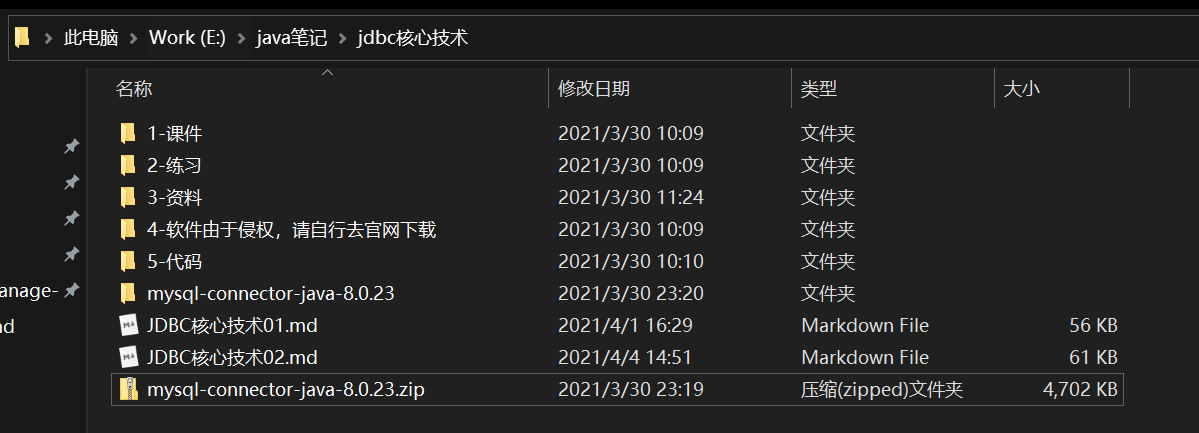 此电脑 Work (E:) java笔记 jdbc核心技术
名称 修改日期 类型 大小
1-课件 2021/3/30 10:09 文件夹
2-练习 2021/3/30 10:09 文件夹
3-资料 2021/3/30 11:24 文件夹
4-软件由于侵权，请自行去官网下载 2021/3/30 10:09 文件夹
5-代码 2021/3/30 10:10 文件夹
anage- mysql-connector-java-8.0.23 2021/3/30 23:20 文件夹
nd JDBC核心技术01.md 2021/4/1 16:29 Markdown File 56 KB
JDBC核心技术02.md 2021/4/4 14:51 Markdown File 61 KB
mysql-connector-java-8.0.23.zip 2021/3/30 23:19 压缩(zipped)文件夹 4,702 KB